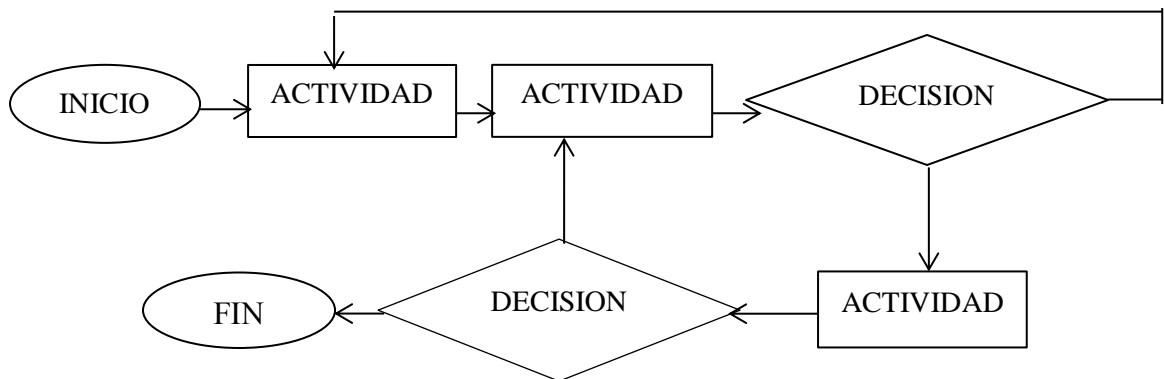 INICIO
ACTIVIDAD
ACTIVIDAD
DECISION
FIN
DECISION
ACTIVIDAD